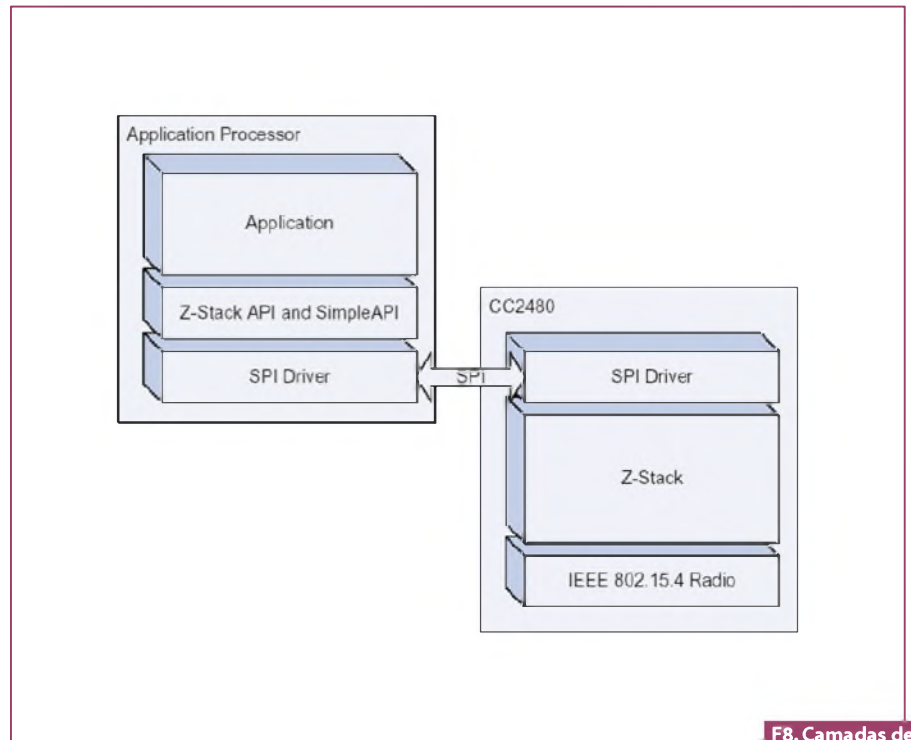 Application Processor
Application
Z-Stack API and SimpleAPI
SPI Driver
SPI
CC2480
SPI Driver
Z-Stack
IEEE 802.15.4 Radio
F8. Camadas de